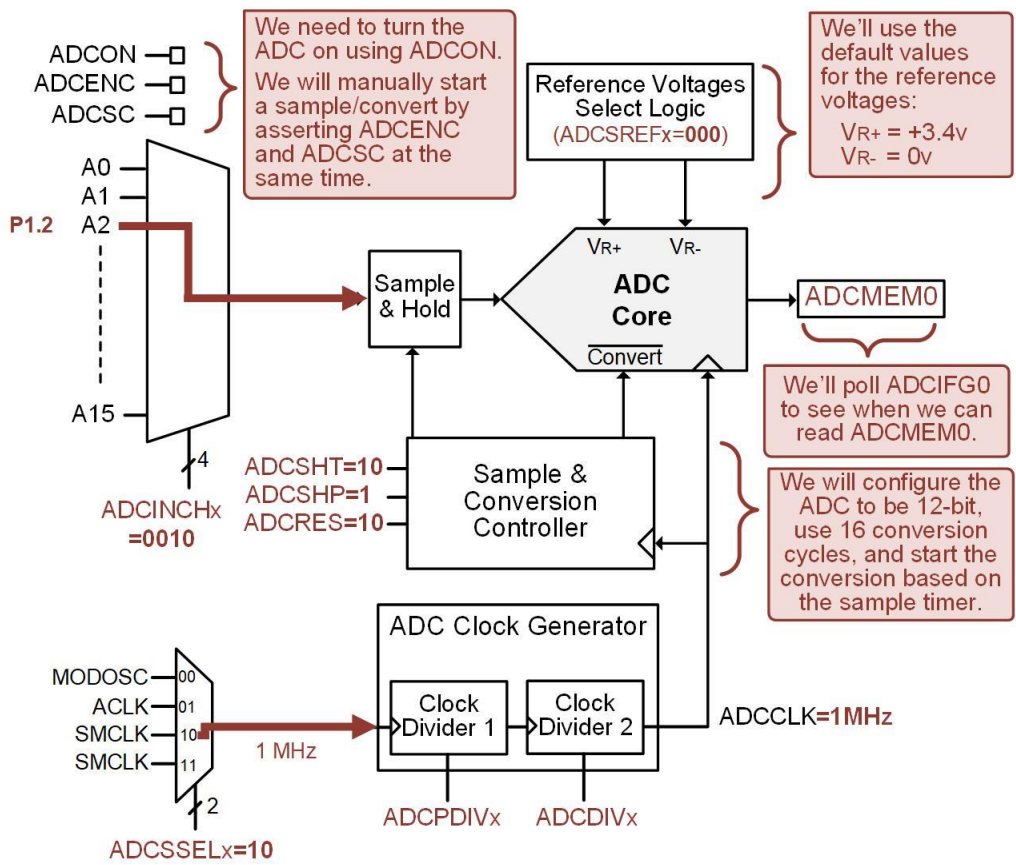 ADCON
ADCENC
ADCSC
We need to turn the
ADC on using ADCON.
We will manually start
a sample/convert by
asserting ADCENC
and ADCSC at the
same time.
Reference Voltages
Select Logic
(ADCSREFx=000)
We'll use the
default values
for the reference
voltages:
VR+ = +3.4v
VR- = 0v
A0
A1
P1.2 A2
A15
4
ADCINCHx
=0010
Sample
& Hold
VR+ VR-
ADC
Core
Convert
ADCMEM0
We'll poll ADCIFG0
to see when we can
read ADCMEM0.
ADCSHT=10
ADCSHP=1
ADCRES=10
Sample &
Conversion
Controller
We will configure the
ADC to be 12-bit,
use 16 conversion
cycles, and start the
conversion based on
the sample timer.
ADC Clock Generator
MODOSC 00
ACLK 01
SMCLK 10
SMCLK 11
1 MHz
2
ADCSSELx=10
Clock
Divider 1
Clock
Divider 2
ADCCLK=1MHz
ADCPDIVx
ADCDIVx